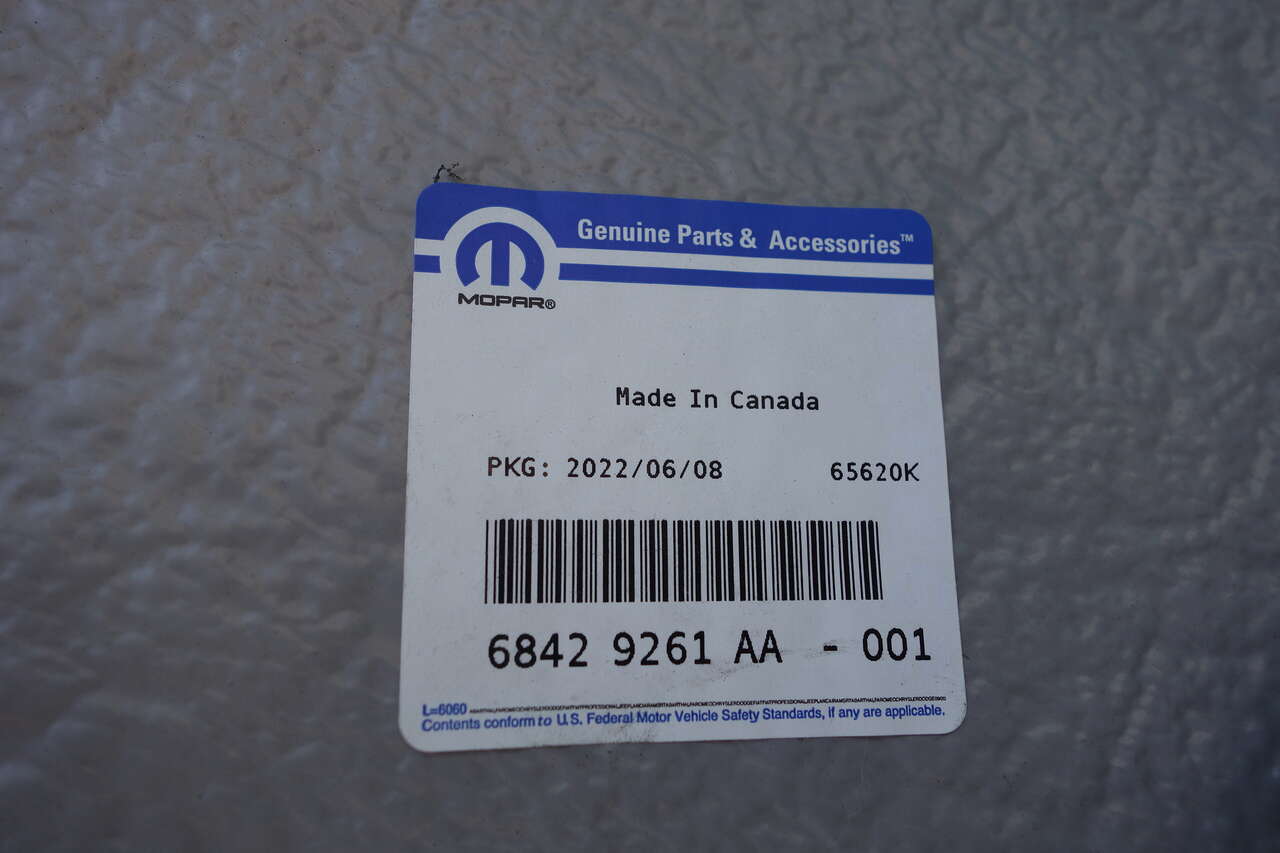 Genuine Parts & Accessories™
MOPAR®
Made In Canada
PKG: 2022/06/08 65620K
6842 9261 AA - 001
L=6060
Contents conform to U.S. Federal Motor Vehicle Safety Standards, if any are applicable.